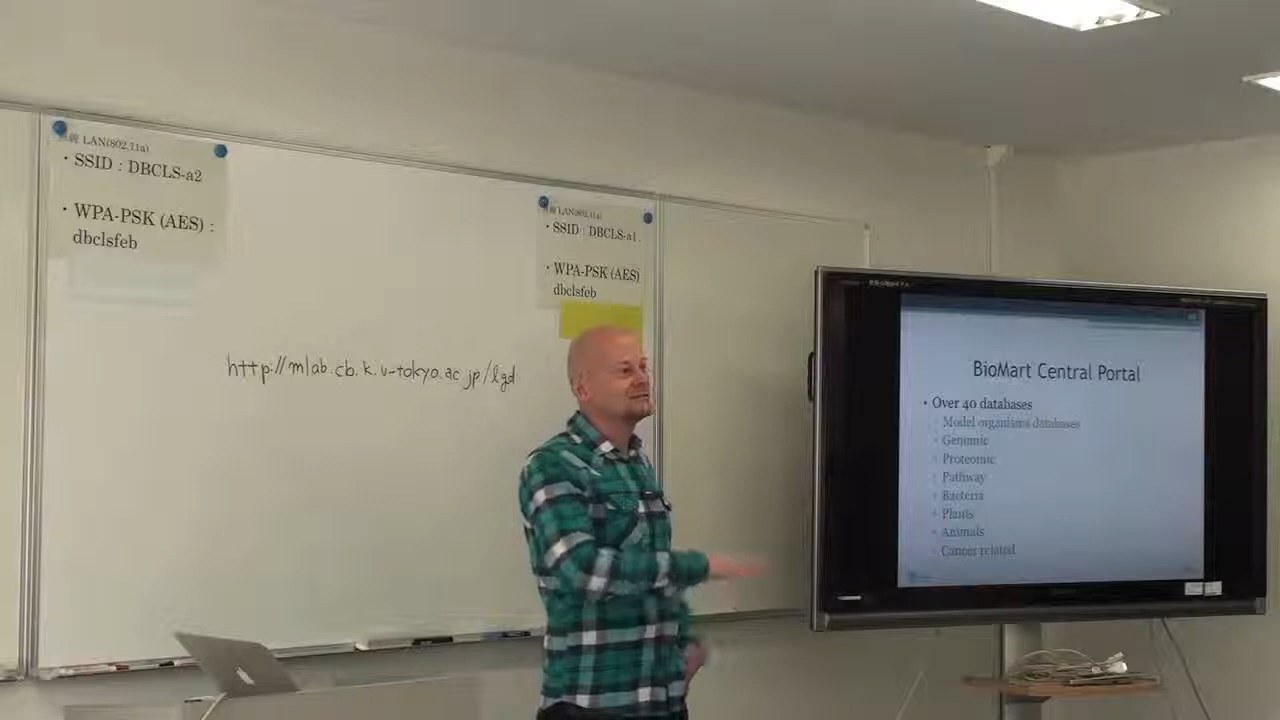 LAN(802.11a)
・SSID : DBCLS-a2
・WPA-PSK (AES) :
dbclsfeb
LAN(802.11a)
・SSID : DBCLS-a1
・WPA-PSK (AES)
dbclsfeb
http://mlab.cb.k.u-tokyo.ac.jp/lgd
BioMart Central Portal
• Over 40 databases
Model organisms databases
Genomic
Proteomic
Pathway
Bacteria
Plants
Animals
Cancer related